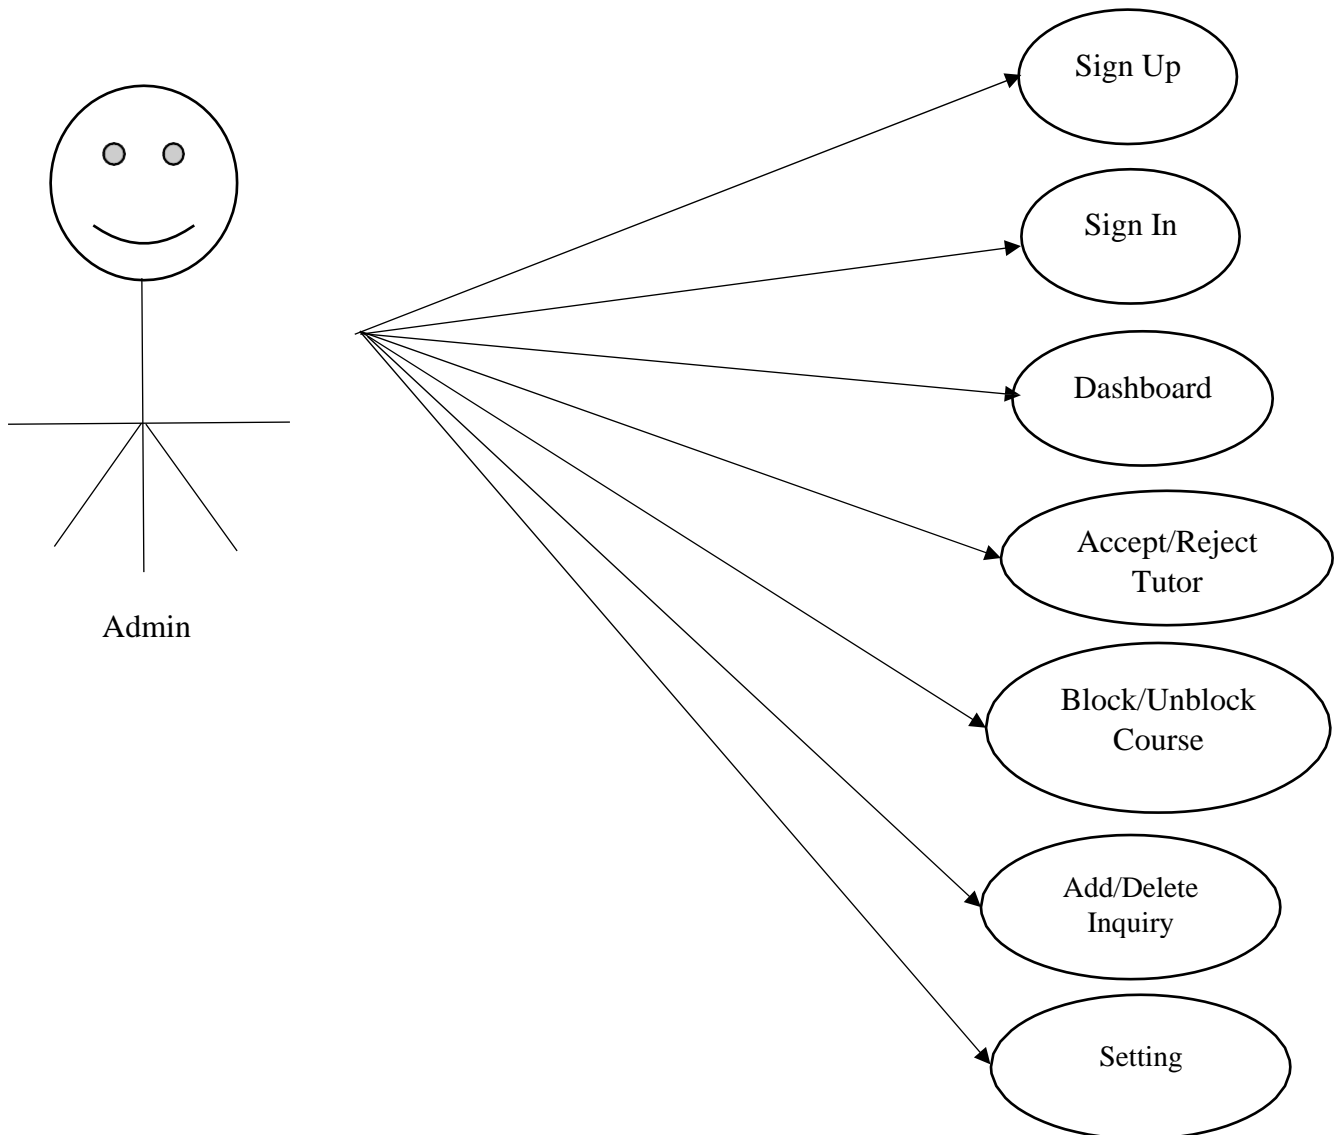 Sign Up
Sign In
Dashboard
Accept/Reject
Tutor
Admin
Block/Unblock
Course
Add/Delete
Inquiry
Setting